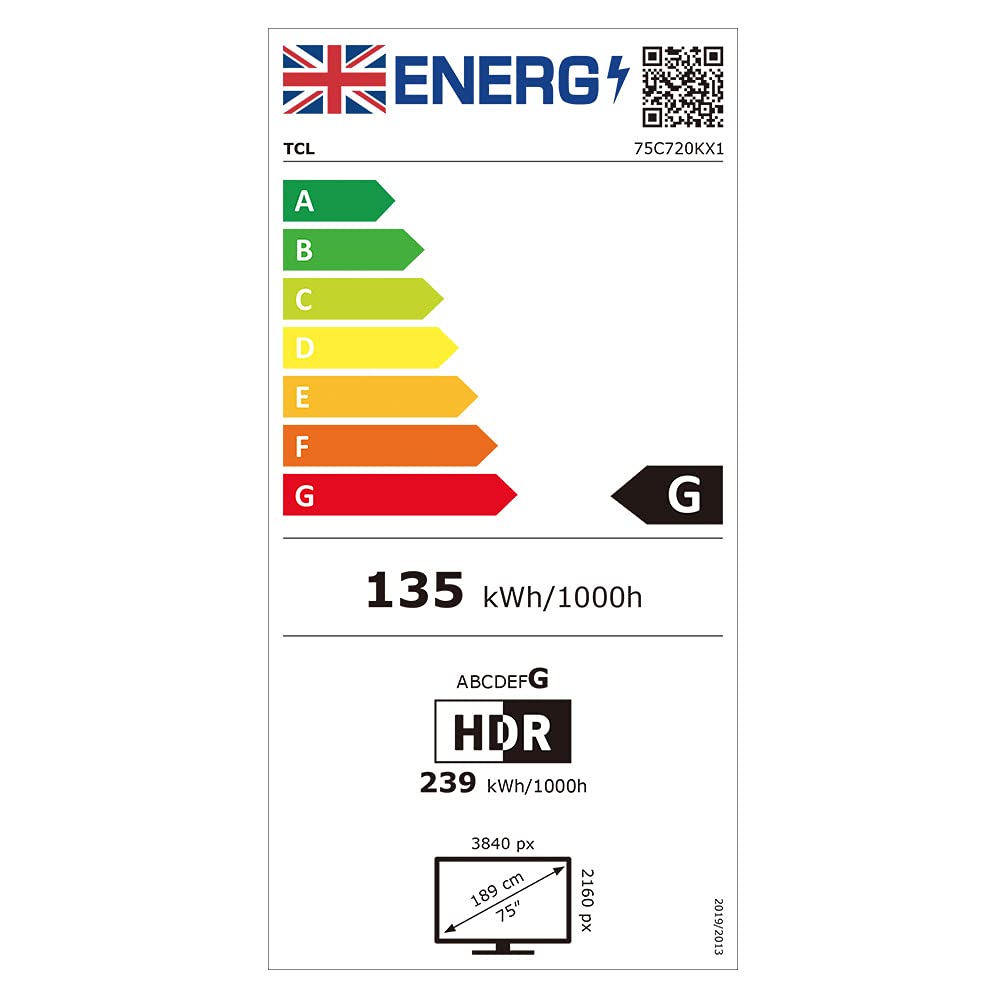 ENERG
TCL 75C720KX1
A
B
C
D
E
F
G
G
135 kWh/1000h
ABCDEFG
HDR
239 kWh/1000h
3840 px
189 cm
75"
2160 px
2019/2013